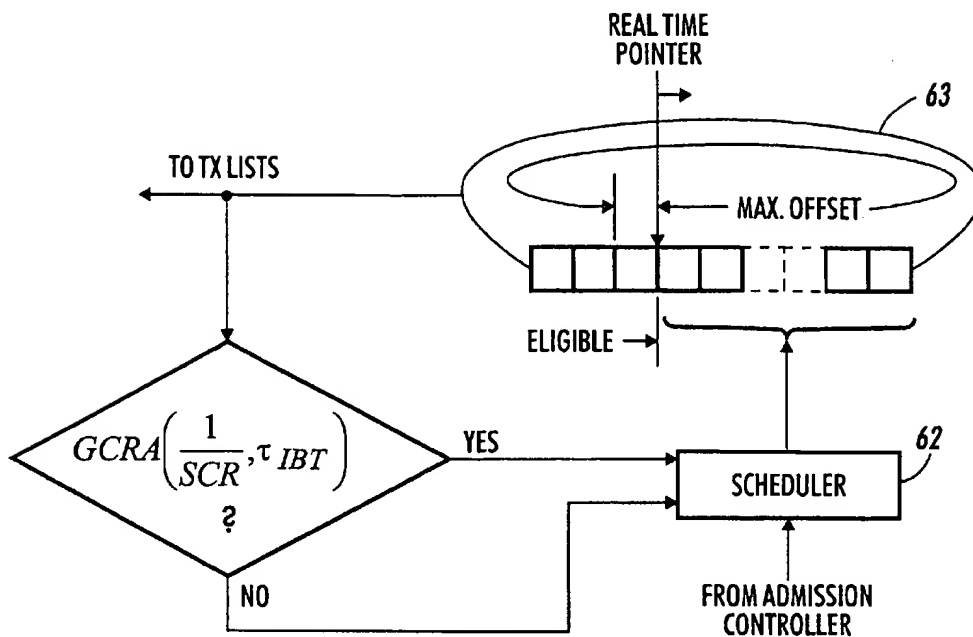 REAL TIME
POINTER
63
TO TX LISTS
MAX. OFFSET
ELIGIBLE
GCRA(1/SCR, τ IBT)
?
YES
62
SCHEDULER
NO
FROM ADMISSION
CONTROLLER